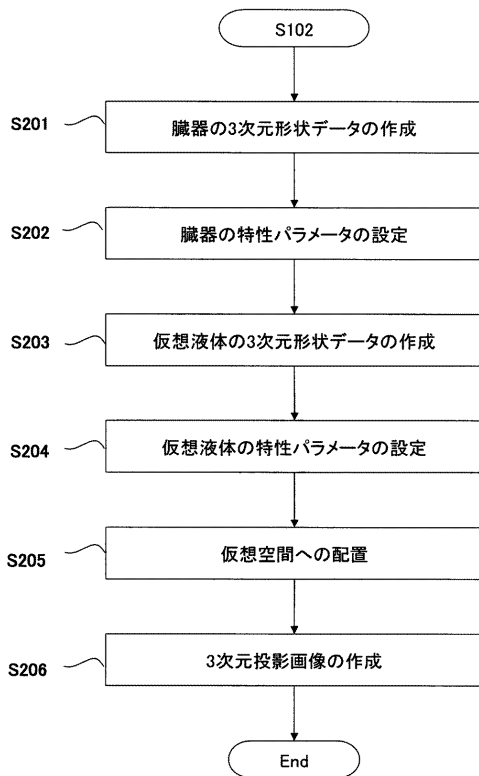 S102
S201
臓器の3次元形状データの作成
S202
臓器の特性パラメータの設定
S203
仮想液体の3次元形状データの作成
S204
仮想液体の特性パラメータの設定
S205
仮想空間への配置
S206
3次元投影画像の作成
End